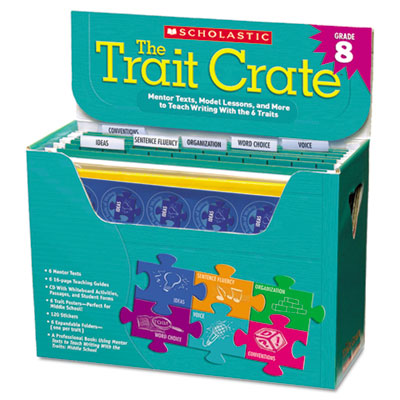 SCHOLASTIC
The
Trait Crate
GRADE
8
Mentor Texts, Model Lessons, and More
to Teach Writing With the 6 Traits
CONVENTIONS
IDEAS
SENTENCE FLUENCY
ORGANIZATION
WORD CHOICE
VOICE
IDEAS
IDEAS
IDEAS
IDEAS
• 6 Mentor Texts
• 6 16-page Teaching Guides
• CD With Whiteboard Activities,
Passages, and Student Forms
• 6 Trait Posters—Perfect for
Middle School!
• 120 Stickers
• 6 Expandable Folders—
(one per trait)
• A Professional Book: Using Mentor
Texts to Teach Writing With the
Traits: Middle School
IDEAS
SENTENCE FLUENCY
ORGANIZATION
WORD CHOICE
VOICE
CONVENTIONS